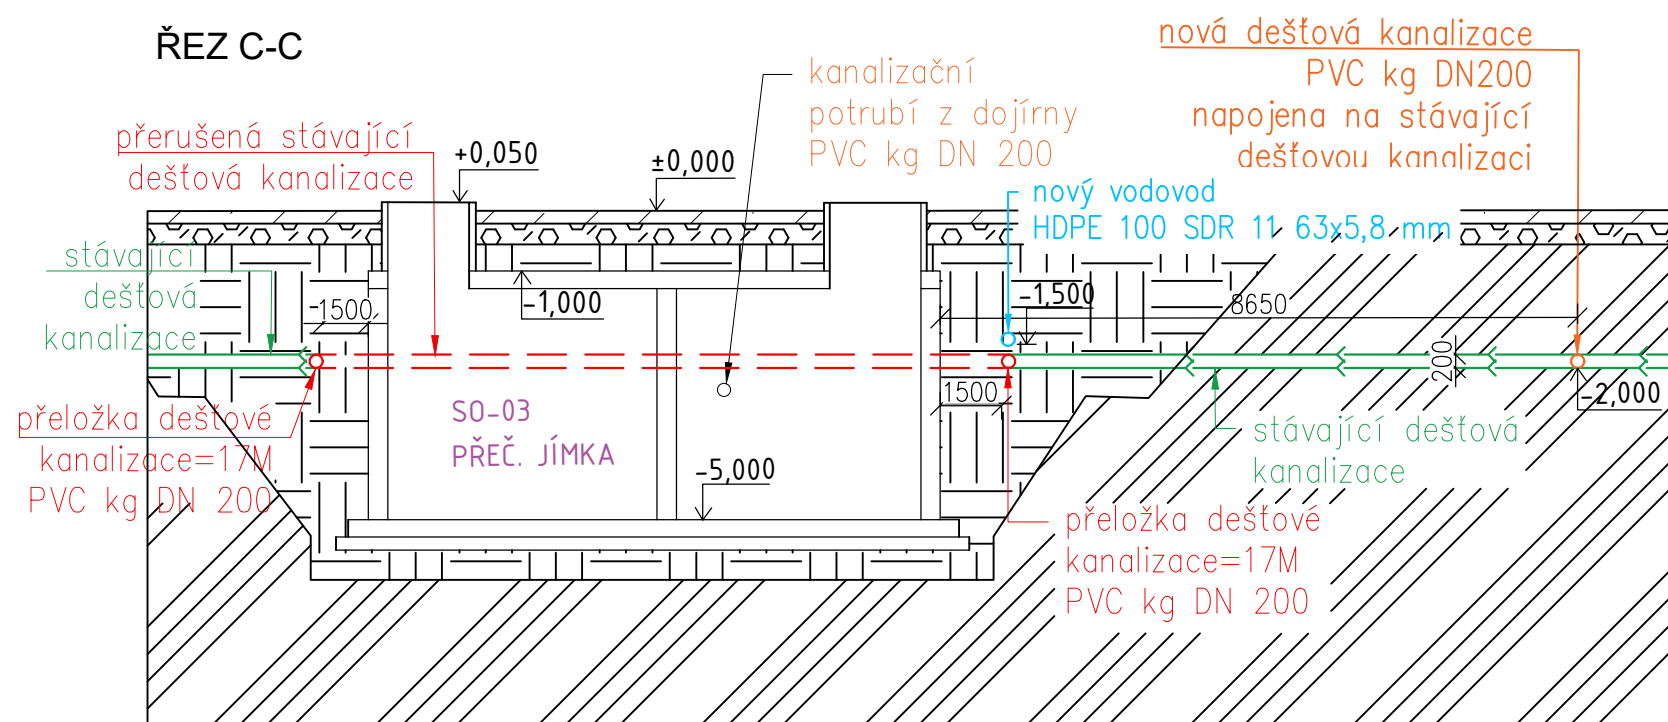 ŘEZ C-C
nová dešťová kanalizace
PVC kg DN200
napojena na stávající
dešťovou kanalizaci
kanalizační
potrubí z dojírny
PVC kg DN 200
přerušená stávající
dešťová kanalizace
+0,050
±0,000
nový vodovod
HDPE 100 SDR 11 63x5,8 mm
stávající
dešťová
kanalizace
-1500
-1,000
-1,500
8650
200
1500
-2,000
přeložka dešťové
kanalizace=17M
PVC kg DN 200
SO-03
PŘEČ. JÍMKA
-5,000
stávající dešťová
kanalizace
přeložka dešťové
kanalizace=17M
PVC kg DN 200